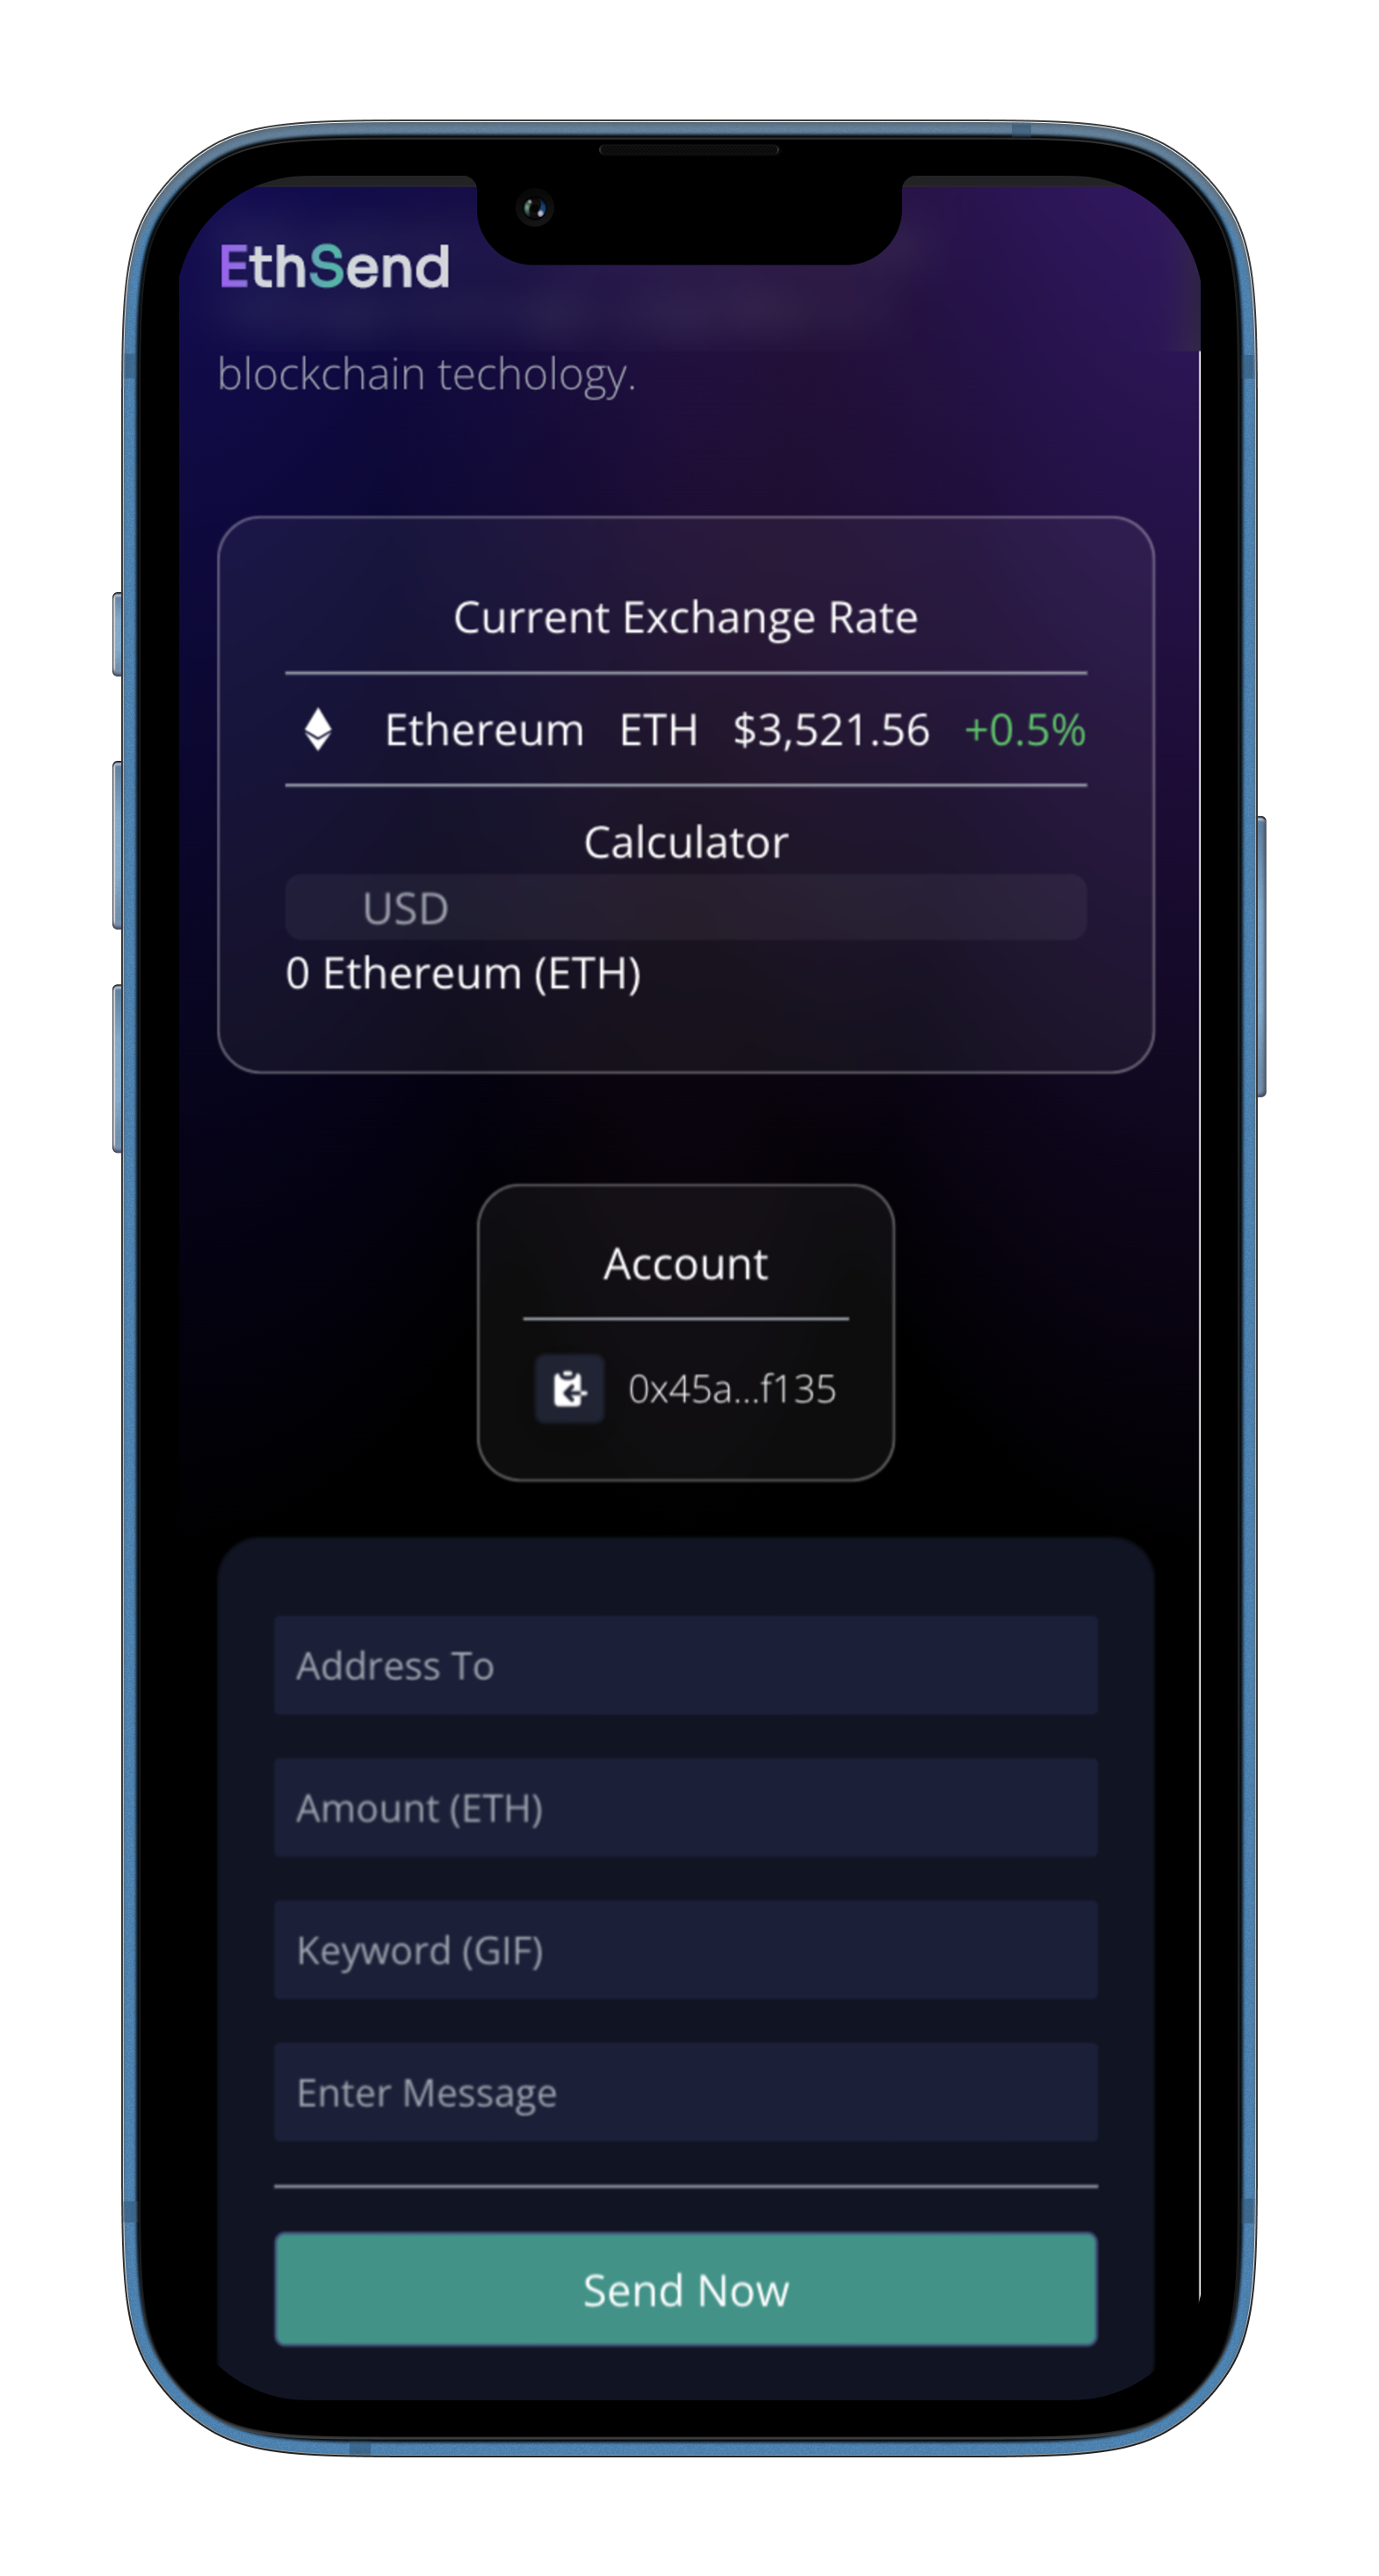 EthSend
blockchain techology.
Current Exchange Rate
Ethereum ETH $3,521.56 +0.5%
Calculator
USD
0 Ethereum (ETH)
Account
0x45a...f135
Address To
Amount (ETH)
Keyword (GIF)
Enter Message
Send Now